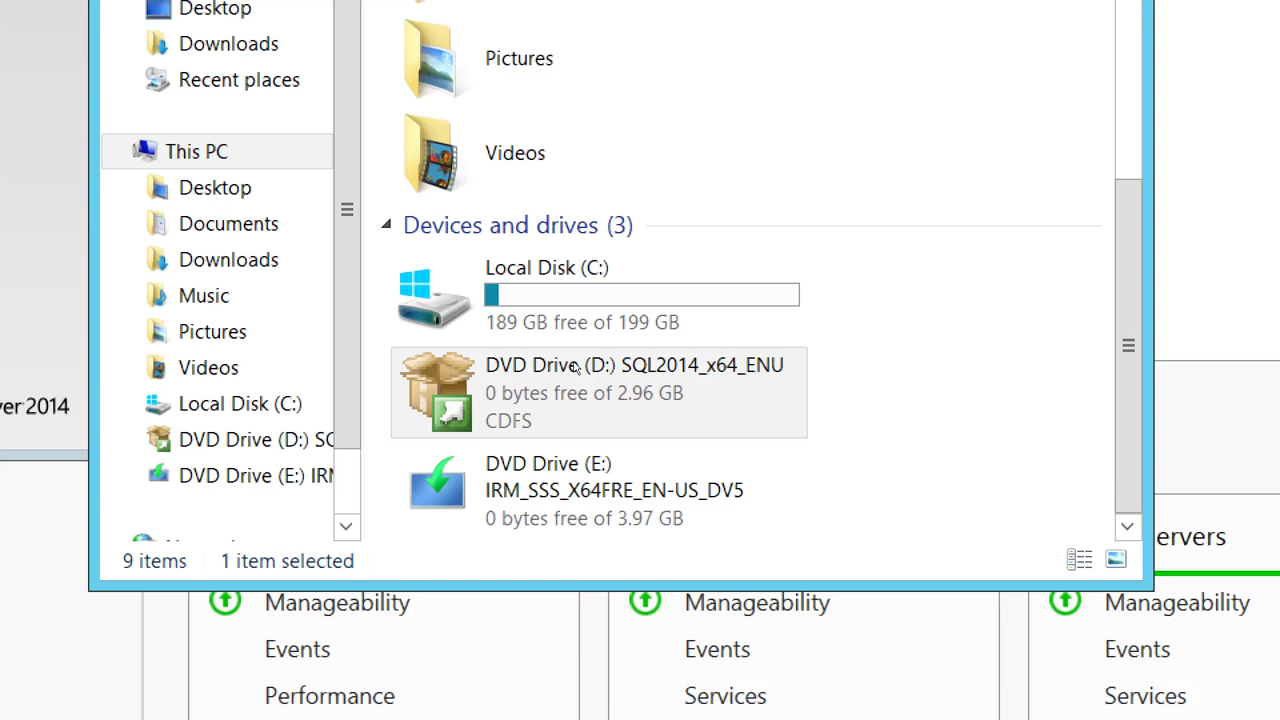 Desktop
Downloads
Recent places
This PC
Desktop
Documents
Downloads
Music
Pictures
Videos
Local Disk (C:)
DVD Drive (D:) SQ
DVD Drive (E:) IRM
Pictures
Videos
Devices and drives (3)
Local Disk (C:)
189 GB free of 199 GB
DVD Drive (D:) SQL2014_x64_ENU
0 bytes free of 2.96 GB
CDFS
DVD Drive (E:)
IRM_SSS_X64FRE_EN-US_DV5
0 bytes free of 3.97 GB
9 items
1 item selected
ver2014
ervers
Manageability
Events
Performance
Manageability
Events
Services
Manageability
Events
Services